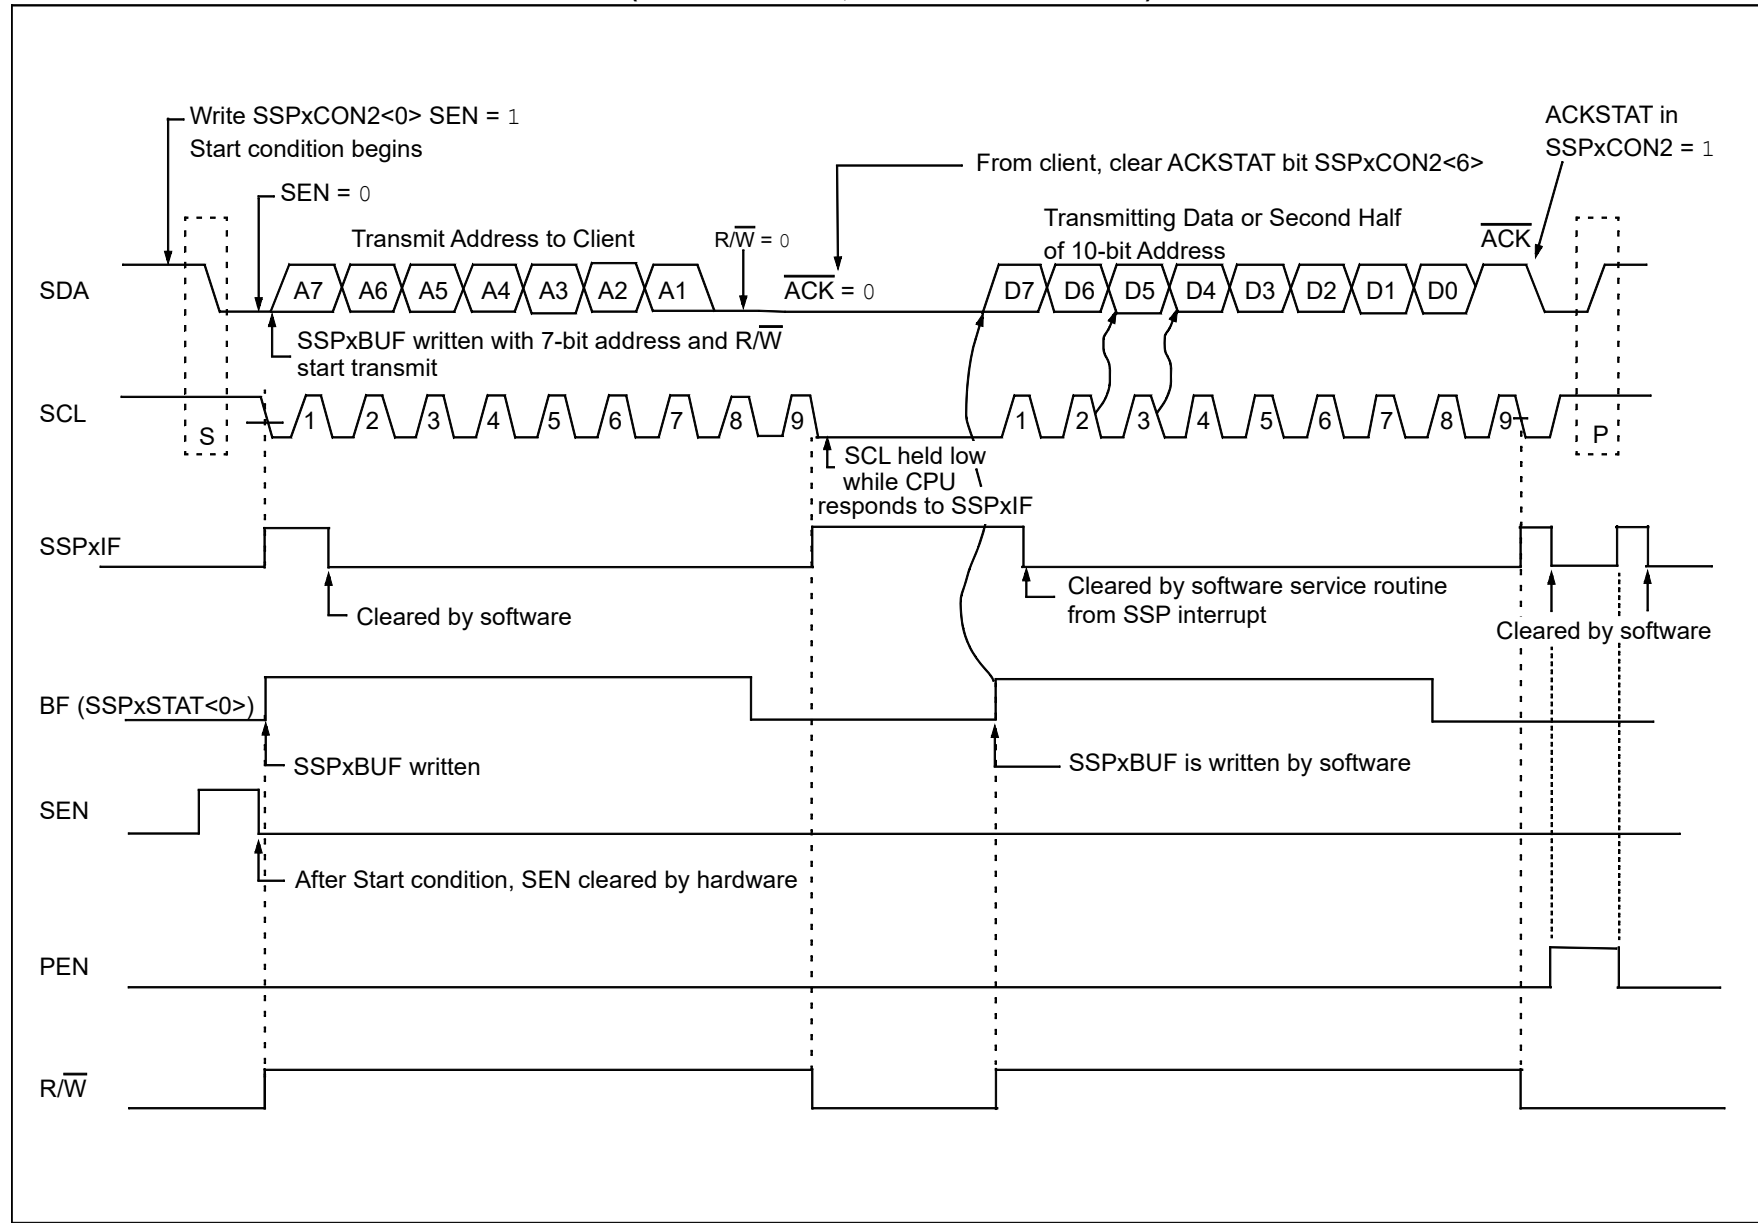 Write SSPxCON2<0> SEN = 1
Start condition begins
ACKSTAT in
SSPxCON2 = 1
From client, clear ACKSTAT bit SSPxCON2<6>
SEN = 0
Transmitting Data or Second Half
of 10-bit Address
Transmit Address to Client
R/W̅ = 0
A̅C̅K̅
SDA
A7 A6 A5 A4 A3 A2 A1
A̅C̅K̅ = 0
D7 D6 D5 D4 D3 D2 D1 D0
SSPxBUF written with 7-bit address and R/W̅
start transmit
SCL
S
1 2 3 4 5 6 7 8 9
1 2 3 4 5 6 7 8 9
P
SCL held low
while CPU
responds to SSPxIF
SSPxIF
Cleared by software
Cleared by software service routine
from SSP interrupt
Cleared by software
BF (SSPxSTAT<0>)
SSPxBUF written
SSPxBUF is written by software
SEN
After Start condition, SEN cleared by hardware
PEN
R/W̅